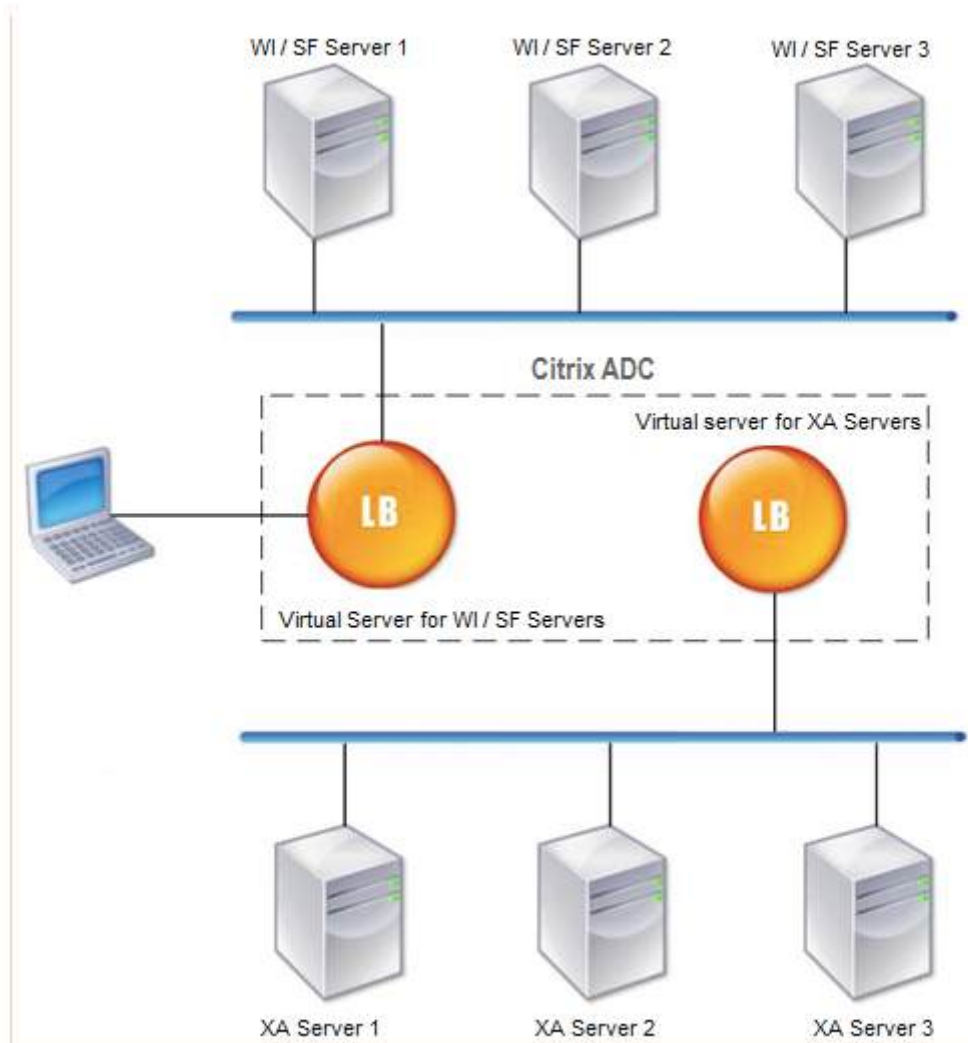 WI / SF Server 1
WI / SF Server 2
WI / SF Server 3
Citrix ADC
Virtual server for XA Servers
LB
LB
Virtual Server for WI / SF Servers
XA Server 1
XA Server 2
XA Server 3